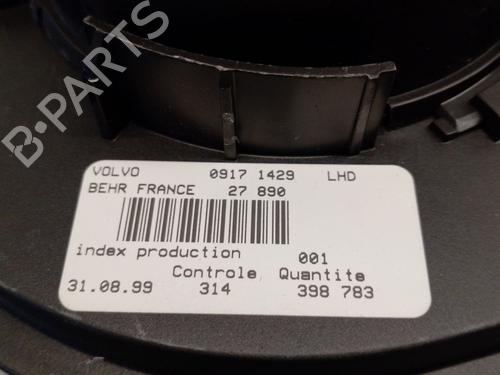 B-PARTS
VOLVO 0917 1429 LHD
BEHR FRANCE 27 890
index production 001
Controle Quantite
31.08.99 314 398 783